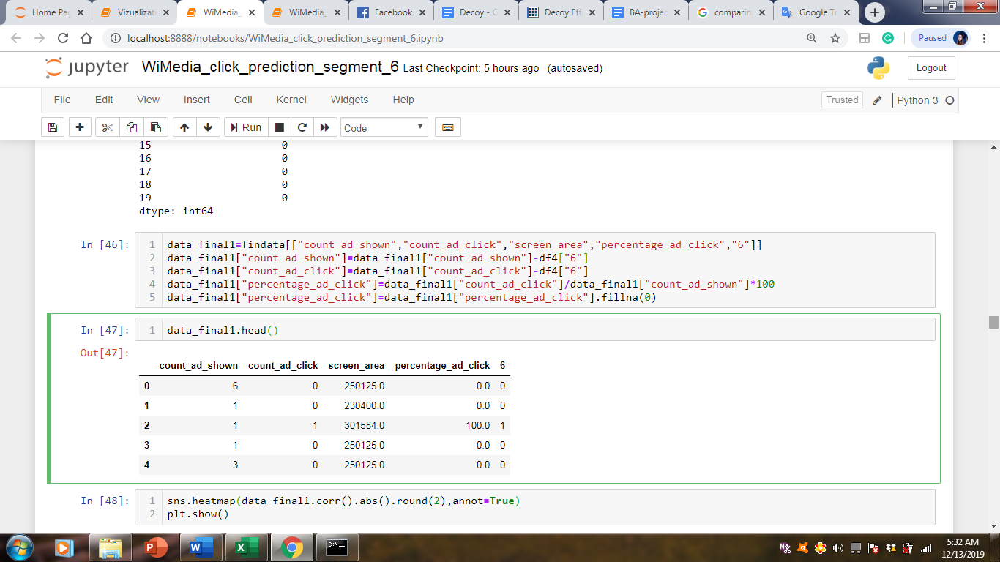 Home Pag
Vizualizati
WiMedia_
WiMedia_
Facebook
Decoy - G
Decoy Eff
BA-projec
comparin
Google Tr
localhost:8888/notebooks/WiMedia_click_prediction_segment_6.ipynb
Paused
jupyter WiMedia_click_prediction_segment_6 Last Checkpoint: 5 hours ago (autosaved)
Logout
File Edit View Insert Cell Kernel Widgets Help
Trusted
Python 3
Run
Code
15 0
16 0
17 0
18 0
19 0
dtype: int64
In [46]:
1 data_final1=findata[["count_ad_shown","count_ad_click","screen_area","percentage_ad_click","6"]]
2 data_final1["count_ad_shown"]=data_final1["count_ad_shown"]-df4["6"]
3 data_final1["count_ad_click"]=data_final1["count_ad_click"]-df4["6"]
4 data_final1["percentage_ad_click"]=data_final1["count_ad_click"]/data_final1["count_ad_shown"]*100
5 data_final1["percentage_ad_click"]=data_final1["percentage_ad_click"].fillna(0)
In [47]:
1 data_final1.head()
Out[47]:
count_ad_shown count_ad_click screen_area percentage_ad_click 6
0 6 0 250125.0 0.0 0
1 1 0 230400.0 0.0 0
2 1 1 301584.0 100.0 1
3 1 0 250125.0 0.0 0
4 3 0 250125.0 0.0 0
In [48]:
1 sns.heatmap(data_final1.corr().abs().round(2),annot=True)
2 plt.show()
5:32 AM
12/13/2019